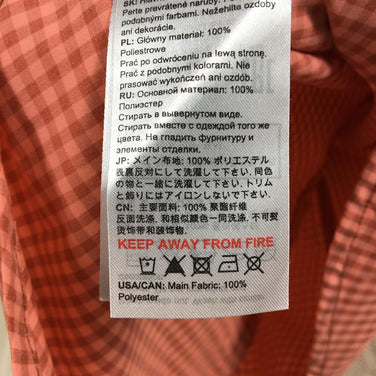 Perte prevrátené naruby.
podobnými farbami. Nežehlite ozdoby
ani dekorácie.
PL: Główny materiał: 100%
Poliestrowe
Prać po odwróceniu na lewą stronę.
Prać z podobnymi kolorami. Nie
prasować wykończeń ani ozdób.
RU: Основной материал: 100%
Полиэстер
Стирать в вывернутом виде.
Стирать вместе с одеждой того же
цвета. Не гладить фурнитуру и
элементы отделки.
JP: メイン布地: 100% ポリエステル
表裏反対にして洗濯して下さい。同色
の物と一緒に洗濯して下さい。トリム
と飾りにはアイロンしないで下さい。
CN: 主要面料: 100% 聚酯纤维
反面洗涤. 和相似颜色一同洗涤. 不可熨
烫饰带和装饰物.
KEEP AWAY FROM FIRE
USA/CAN: Main Fabric: 100%
Polyester